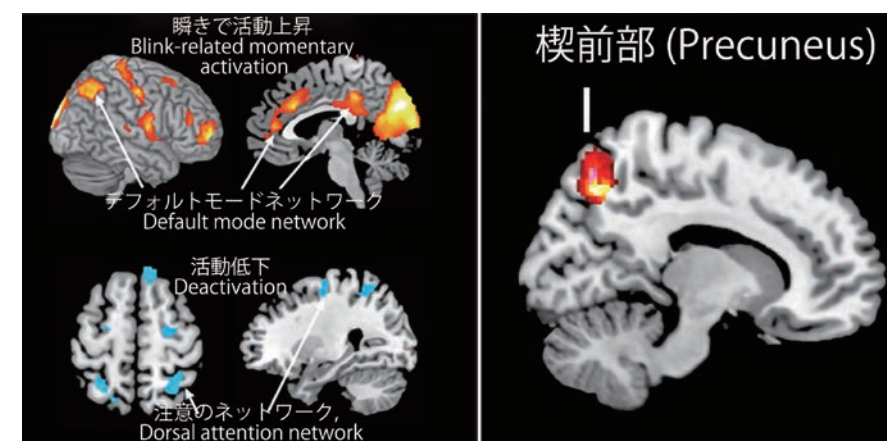 瞬きで活動上昇
Blink-related momentary
activation
デフォルトモードネットワーク
Default mode network
活動低下
Deactivation
注意のネットワーク,
Dorsal attention network
楔前部 (Precuneus)